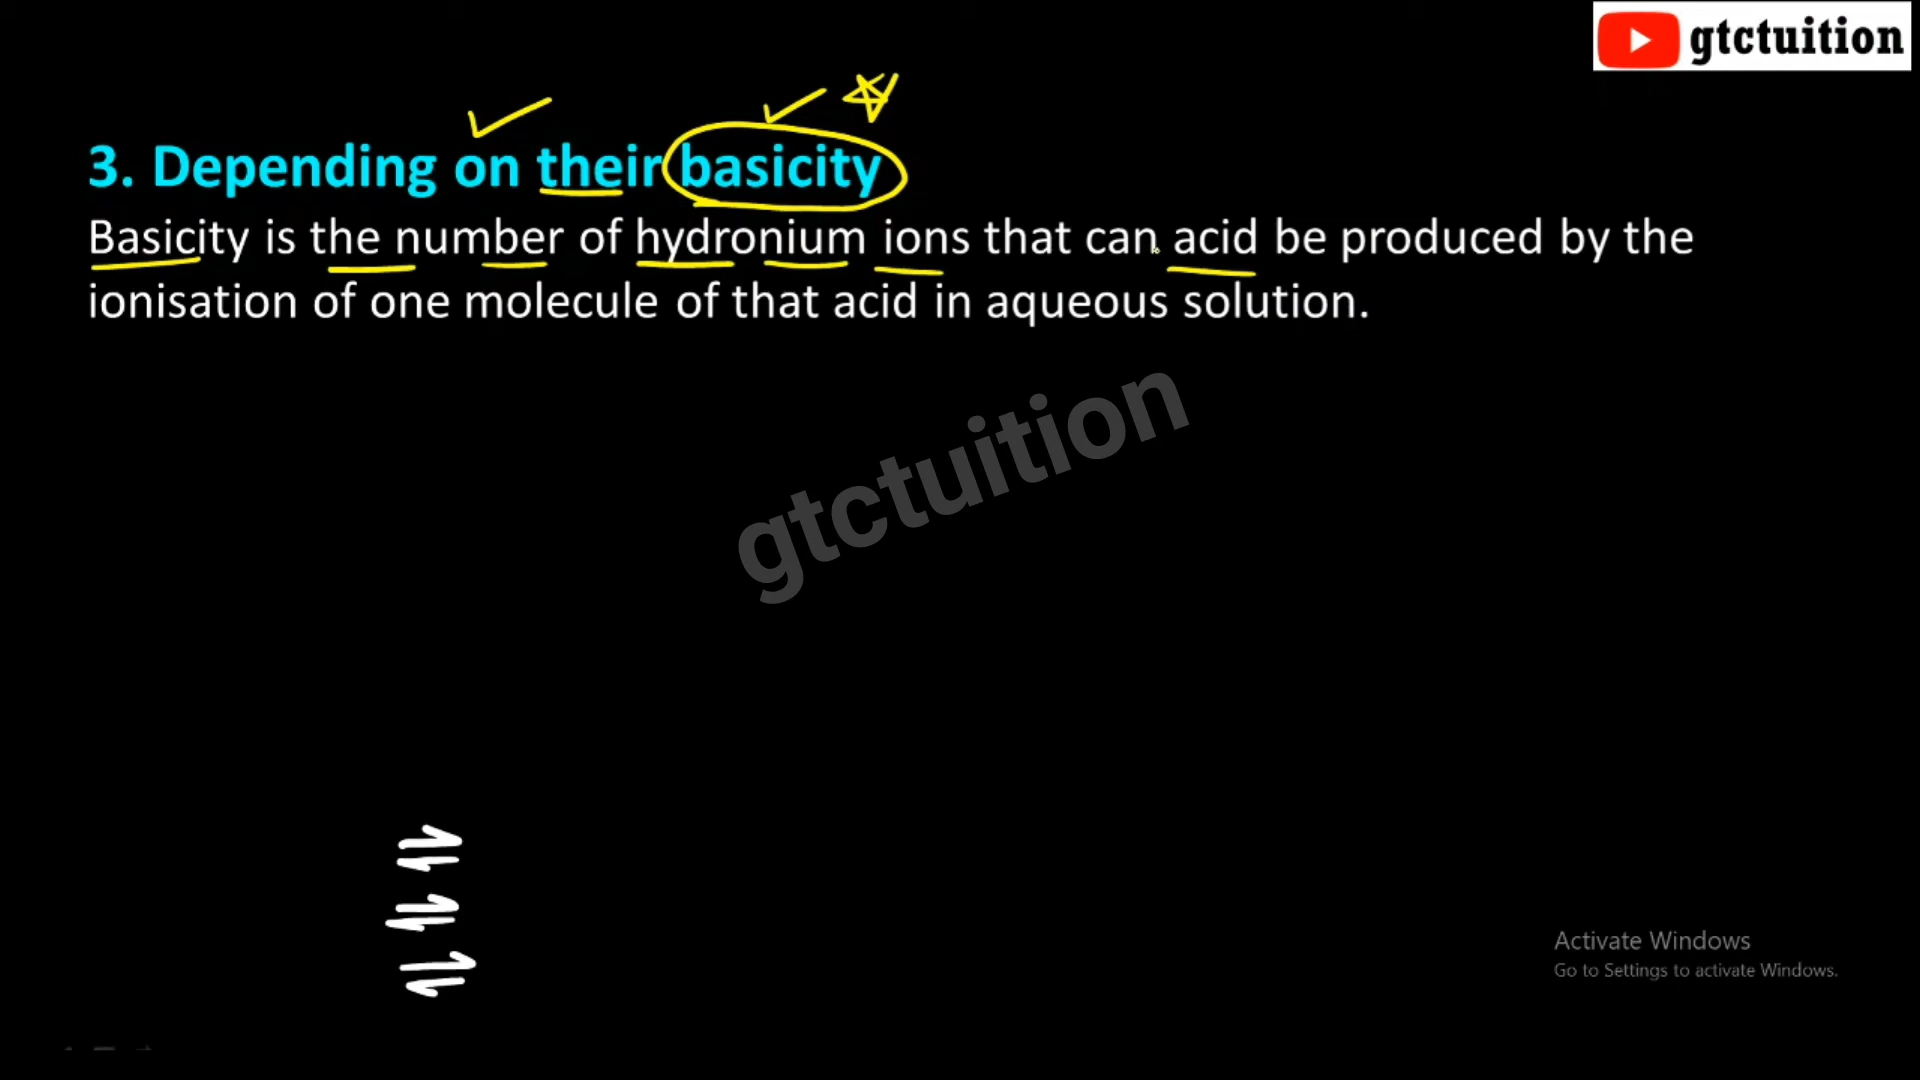 gtctuition
3. Depending on their basicity
Basicity is the number of hydronium ions that can acid be produced by the
ionisation of one molecule of that acid in aqueous solution.
gtctuition
Activate Windows
Go to Settings to activate Windows.